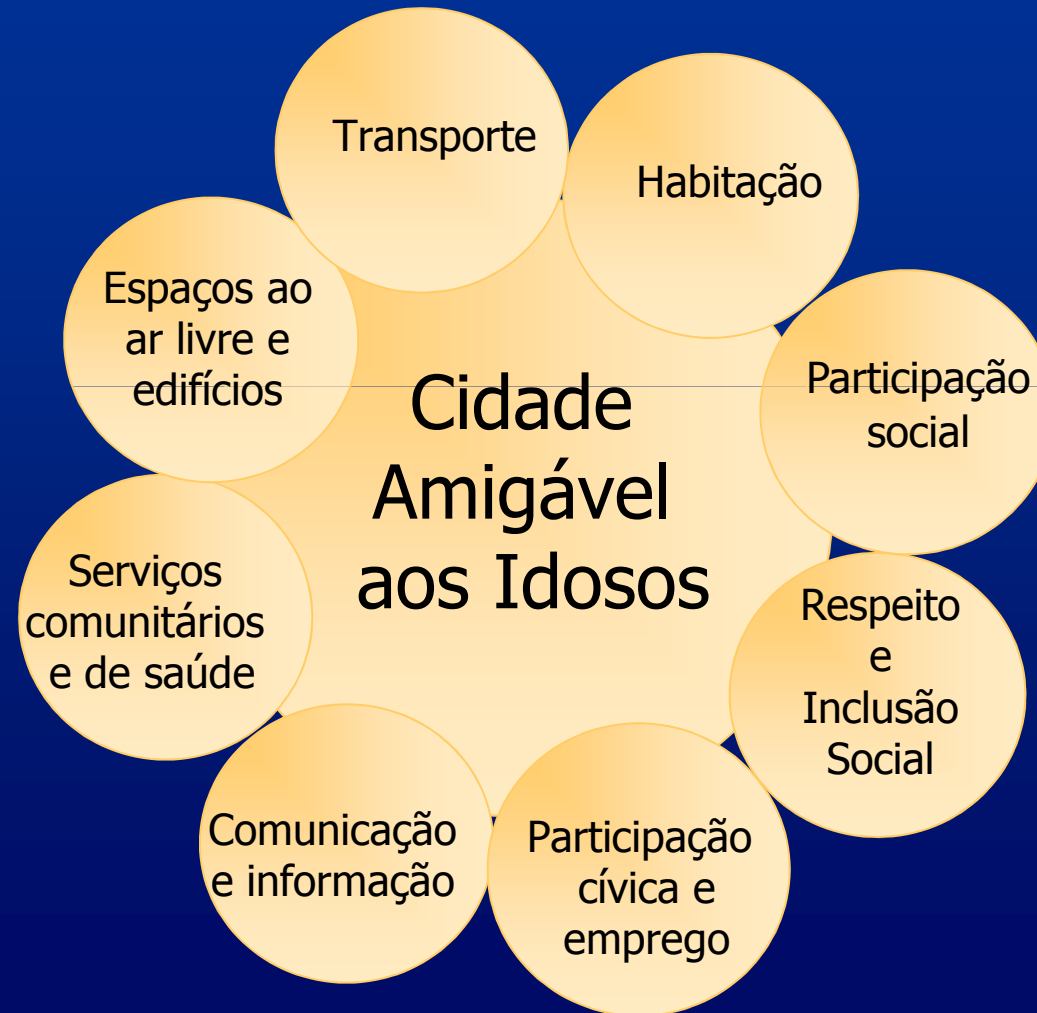 Transporte
Habitação
Espaços ao
ar livre e
edifícios
Participação
social
Cidade
Amigável
aos Idosos
Serviços
comunitários
e de saúde
Respeito
e
Inclusão
Social
Comunicação
e informação
Participação
cívica e
emprego